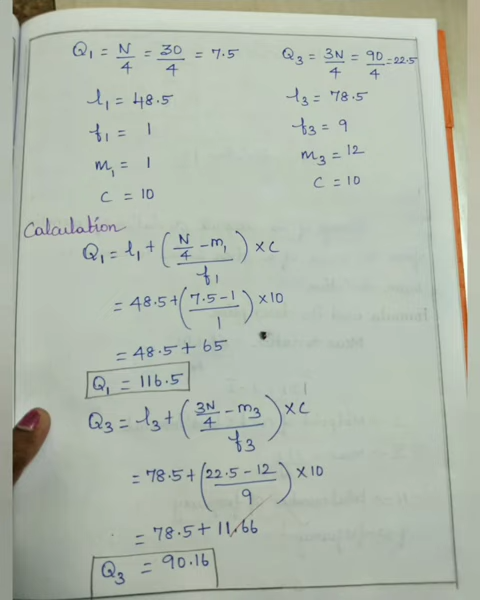 Q₁ = N/4 = 30/4 = 7.5
l₁ = 48.5
f₁ = 1
m₁ = 1
C = 10
Q₃ = 3N/4 = 90/4 = 22.5
l₃ = 78.5
f₃ = 9
m₃ = 12
C = 10
Calculation
Q₁ = l₁ + (N/4 - m₁ / f₁) × C
= 48.5 + (7.5 - 1 / 1) × 10
= 48.5 + 65
Q₁ = 116.5
Q₃ = l₃ + (3N/4 - m₃ / f₃) × C
= 78.5 + (22.5 - 12 / 9) × 10
= 78.5 + 11.66
Q₃ = 90.16